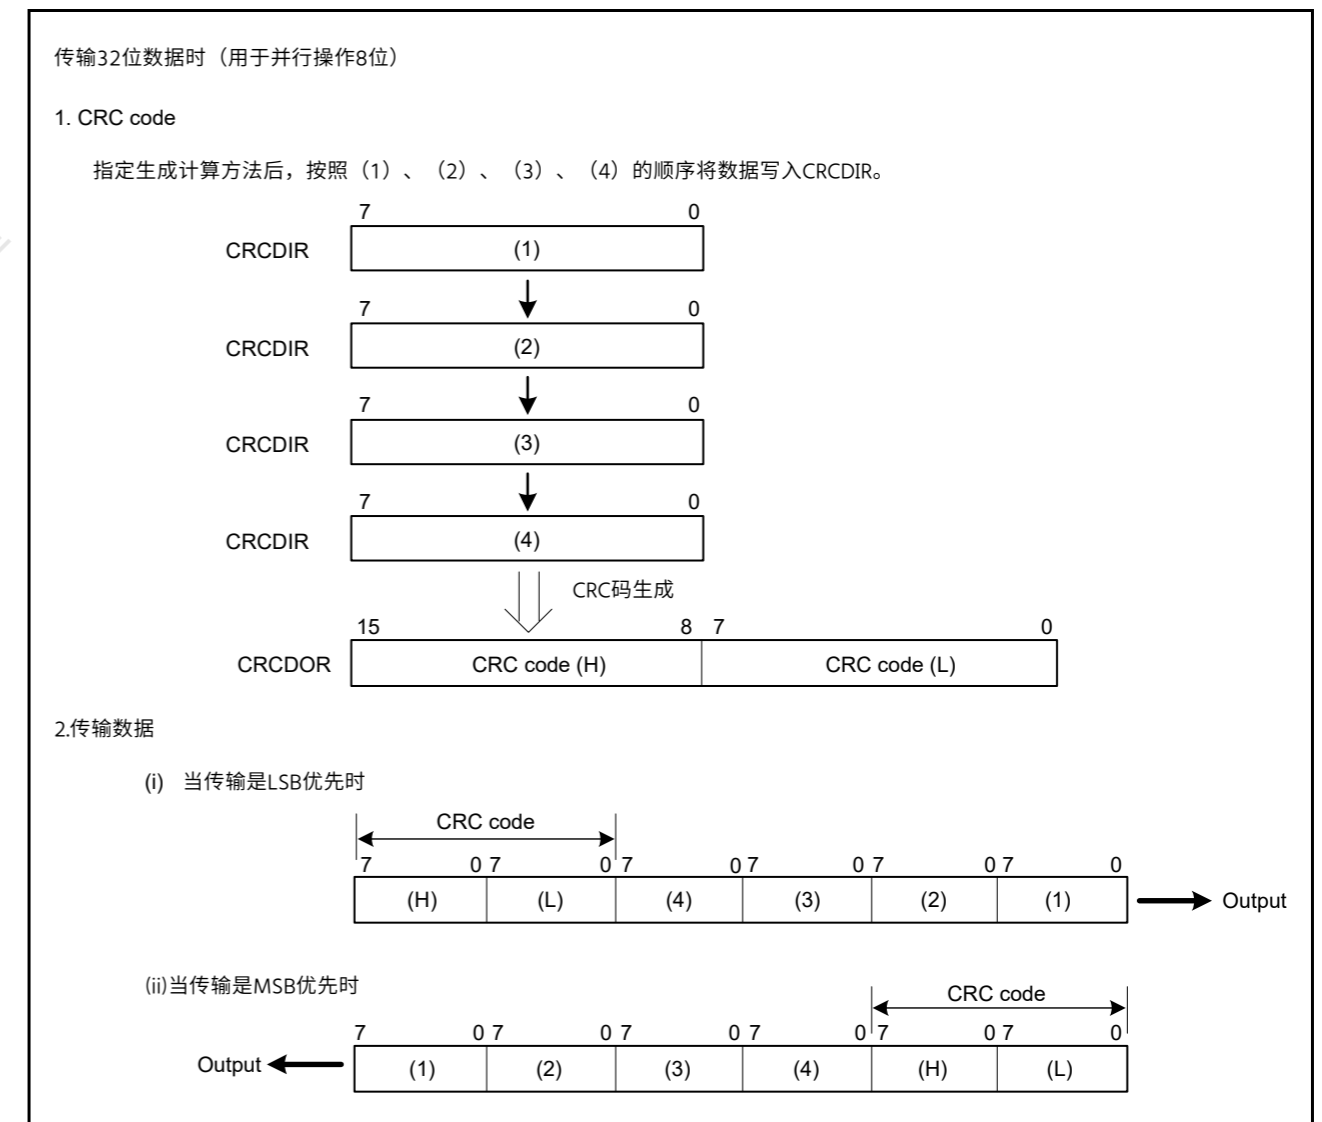 传输32位数据时（用于并行操作8位）
1. CRC code
指定生成计算方法后，按照（1）、（2）、（3）、（4）的顺序将数据写入CRCDIR。
7 0
CRCDIR (1)
7 0
CRCDIR (2)
7 0
CRCDIR (3)
7 0
CRCDIR (4)
CRC码生成
15 8 7 0
CRCDOR CRC code (H) CRC code (L)
2.传输数据
(i) 当传输是LSB优先时
CRC code
7 0 7 0 7 0 7 0 7 0 7 0
(H) (L) (4) (3) (2) (1) Output
(ii)当传输是MSB优先时
CRC code
7 0 7 0 7 0 7 0 7 0 7 0
Output (1) (2) (3) (4) (H) (L)